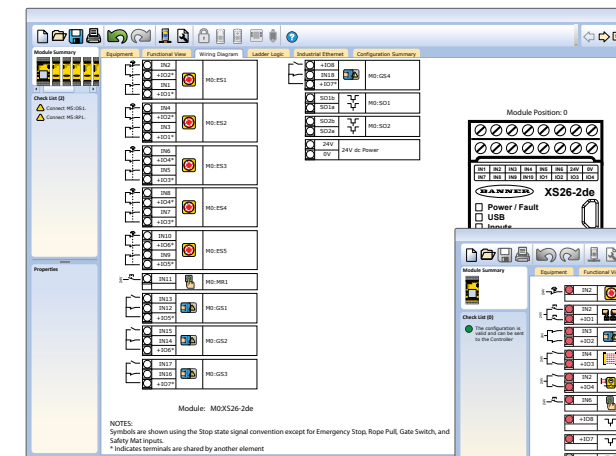 Module Summary
Equipment
Functional View
Wiring Diagram
Ladder Logic
Industrial Ethernet
Configuration Summary
Check List (2)
Connect M5:OS1.
Connect M5:RP1.
Properties
IN2
+IO2*
IN1
+IO1*
M0:ES1
IN4
+IO2*
IN3
+IO1*
M0:ES2
IN6
+IO4*
IN5
+IO3*
M0:ES3
IN8
+IO4*
IN7
+IO3*
M0:ES4
IN10
+IO6*
IN9
+IO5*
M0:ES5
IN11
M0:MR1
IN13
IN12
+IO5*
M0:GS1
IN15
IN14
+IO6*
M0:GS2
IN17
IN16
+IO7*
M0:GS3
+IO8
IN18
+IO7*
M0:GS4
SO1b
SO1a
M0:SO1
SO2b
SO2a
M0:SO2
24V
0V
24V dc Power
Module: M0:XS26-2de
NOTES:
Symbols are shown using the Stop state signal convention except for Emergency Stop, Rope Pull, Gate Switch, and
Safety Mat inputs.
* Indicates terminals are shared by another element
Module Position: 0
IN1 IN2 IN3 IN4 IN5 IN6 24V 0V
IN7 IN8 IN9 IN10 IO1 IO2 IO3 IO4
BANNER
XS26-2de
Power / Fault
USB
Inputs
Module Summary
Equipment
Functional Vie
Check List (0)
The configuration is
valid and can be sent
to the Controller
IN2
IN2
+IO1
IN3
+IO2
IN4
+IO3
IN2
+IO4
IN6
+IO8
+IO7